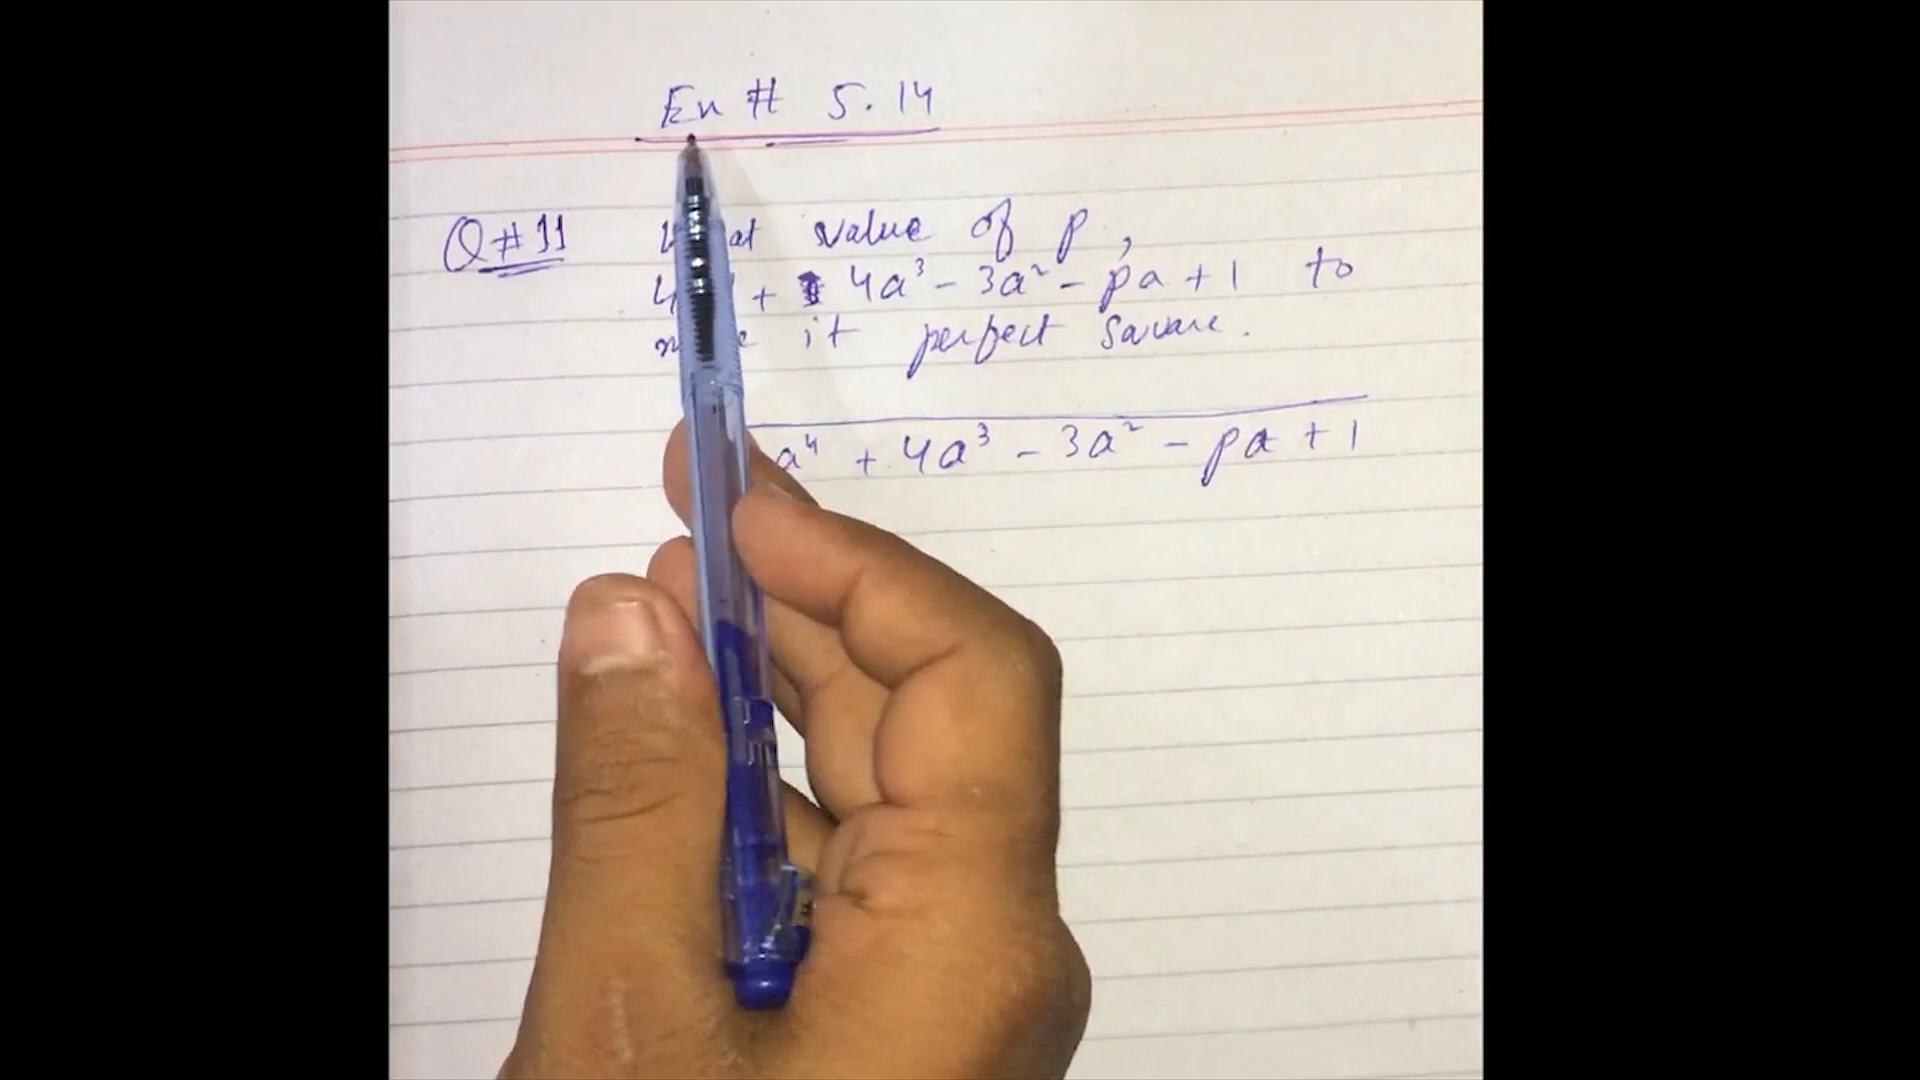 Ex # 5.14
Q#11 value of p,
+ 4a³ - 3a² - pa + 1 to
it perfect Square.
a⁴ + 4a³ - 3a² - pa + 1